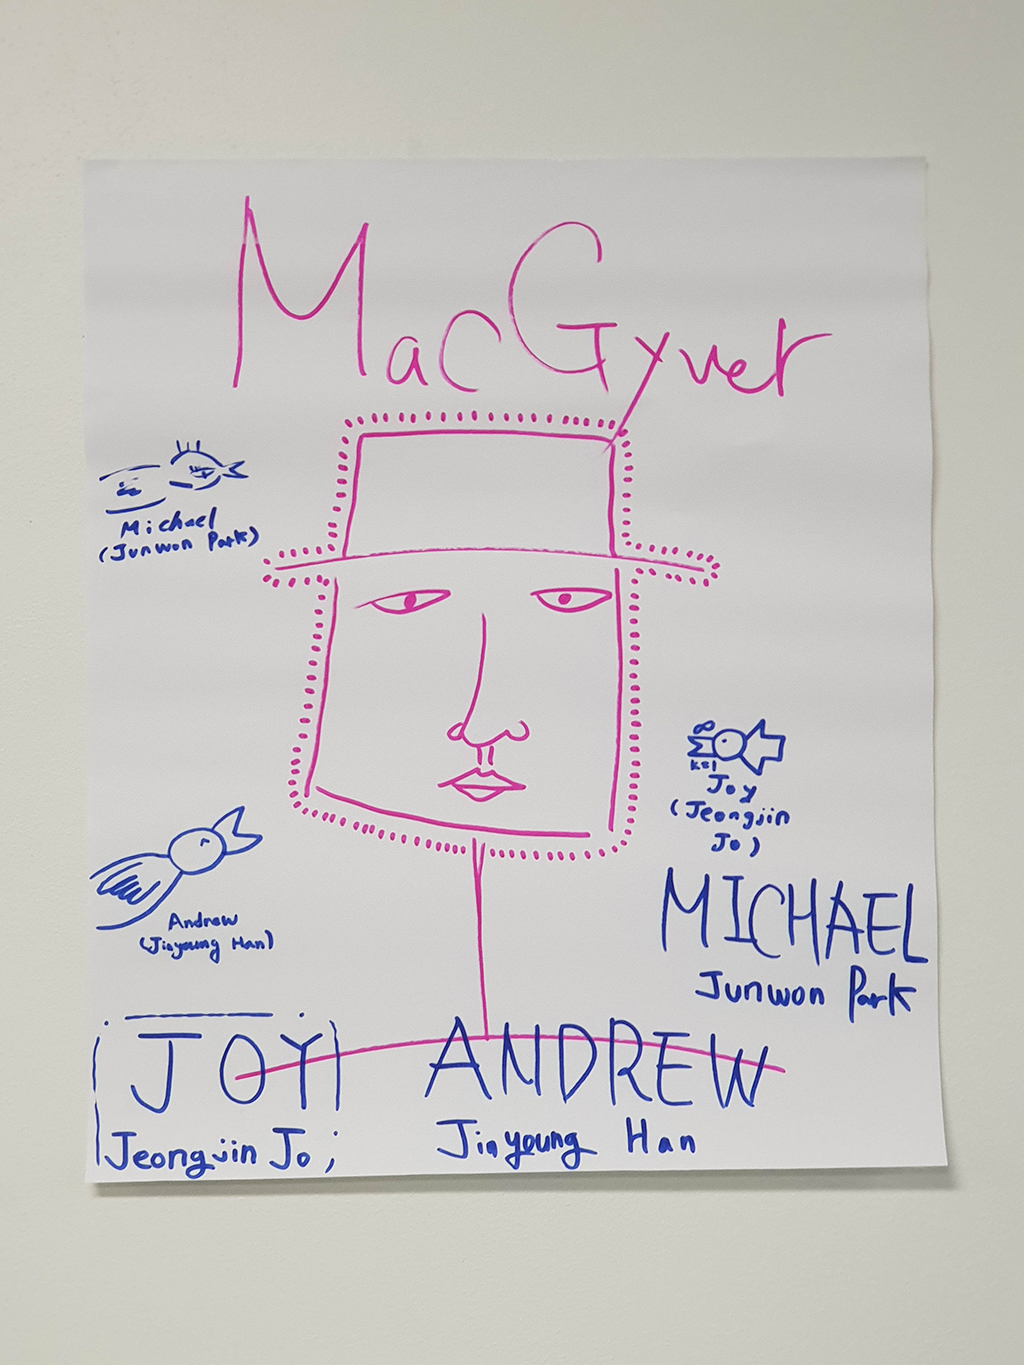 MacGyver
Michael
(Junwon Park)
∞
k=1
Joy
(Jeongjin
Jo)
Andrew
(Jinyoung Han)
MICHAEL
Junwon Park
JOY
Jeongjin Jo;
ANDREW
Jinyoung Han